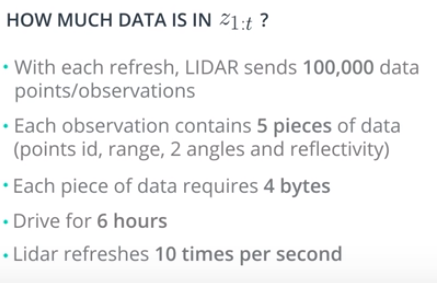 HOW MUCH DATA IS IN z1:t ?
• With each refresh, LIDAR sends 100,000 data
points/observations
• Each observation contains 5 pieces of data
(points id, range, 2 angles and reflectivity)
• Each piece of data requires 4 bytes
• Drive for 6 hours
• Lidar refreshes 10 times per second